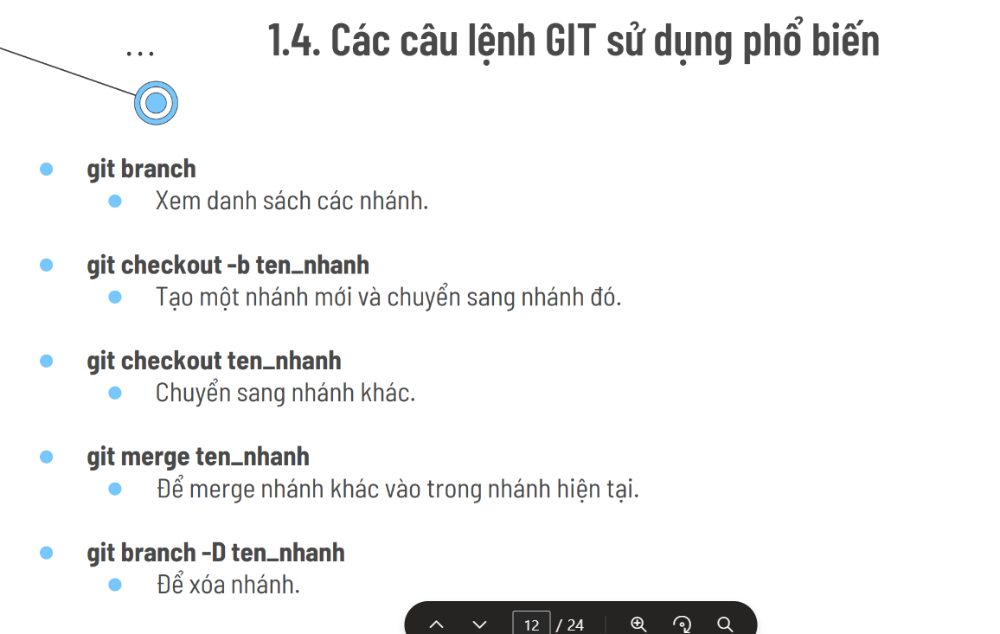 ...
1.4. Các câu lệnh GIT sử dụng phổ biến
git branch
Xem danh sách các nhánh.
git checkout -b ten_nhanh
Tạo một nhánh mới và chuyển sang nhánh đó.
git checkout ten_nhanh
Chuyển sang nhánh khác.
git merge ten_nhanh
Để merge nhánh khác vào trong nhánh hiện tại.
git branch -D ten_nhanh
Để xóa nhánh.
12 / 24